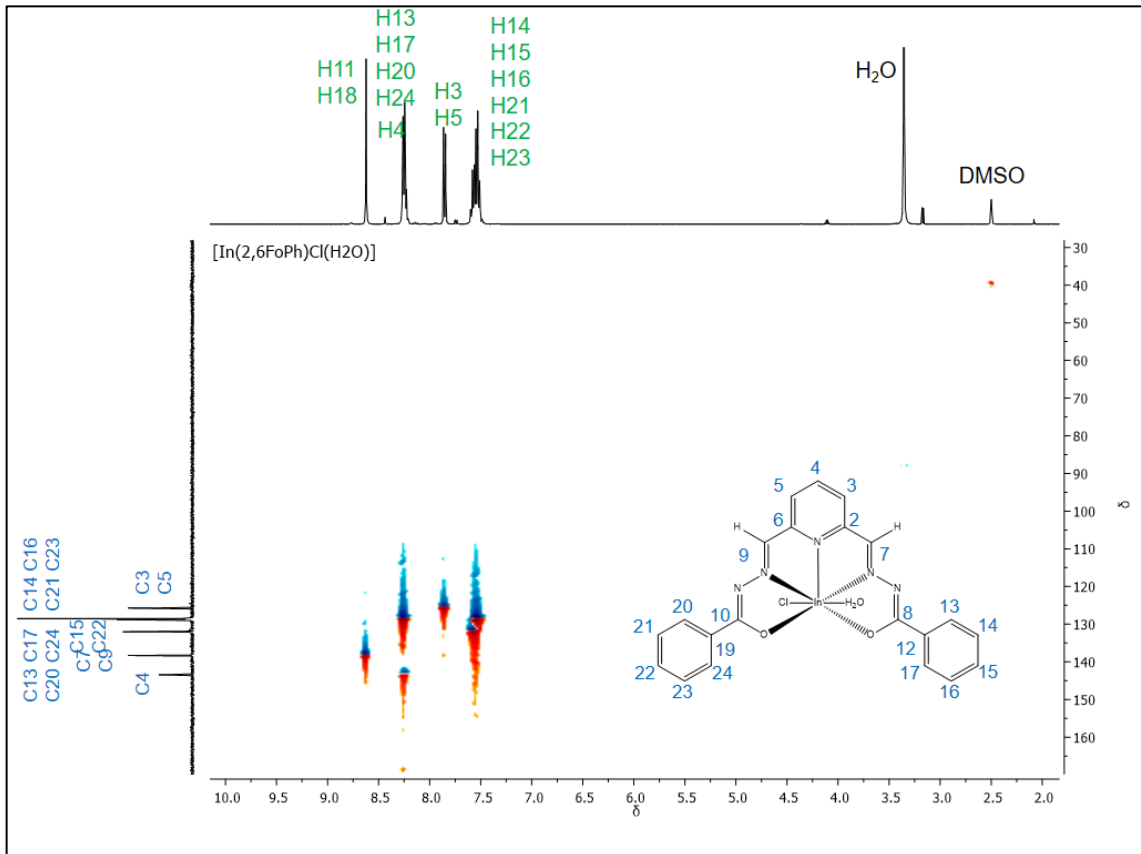 H11
H18
H13
H17
H20
H24
H4
H3
H5
H14
H15
H16
H21
H22
H23
H₂O
DMSO
[In(2,6FoPh)Cl(H2O)]
30
40
50
60
70
80
90
100
110
120
130
140
150
160
δ
C14 C16
C21 C23
C3
C5
C13 C17
C20 C24
C15
C7
C22
C9
C4
4
5
3
6
2
H
H
N
9
7
N
N
N
N
Cl
In
H₂O
10
8
O
O
20
13
21
14
19
12
22
24
17
15
23
16
10.0 9.5 9.0 8.5 8.0 7.5 7.0 6.5 6.0 5.5 5.0 4.5 4.0 3.5 3.0 2.5 2.0
δ